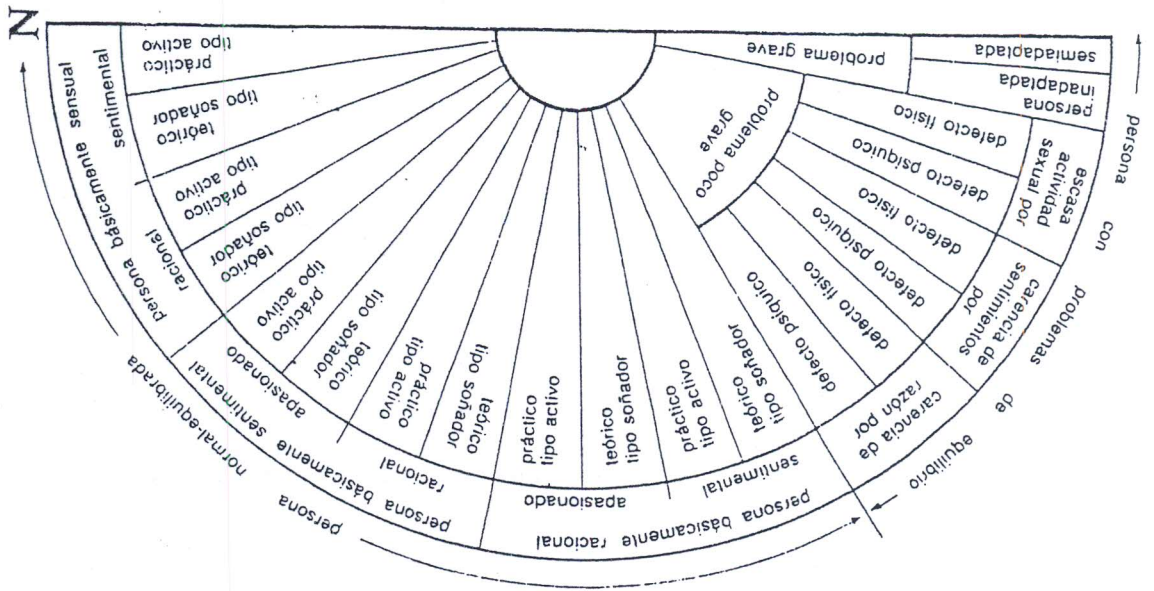 N
persona básicamente sensual
sentimental
práctico
tipo activo
teórico
tipo soñador
racional
práctico
tipo activo
teórico
tipo soñador
persona básicamente sentimental
apasionado
práctico
tipo activo
teórico
tipo soñador
racional
práctico
tipo activo
teórico
tipo soñador
persona básicamente racional
apasionado
práctico
tipo activo
teórico
tipo soñador
sentimental
práctico
tipo activo
teórico
tipo soñador
persona normal-equilibrada
persona con problemas de equilibrio
problema poco
grave
carencia de
razón por
defecto psíquico
defecto físico
carencia de
sentimientos
por
defecto psíquico
defecto físico
escasa
actividad
sexual por
defecto psíquico
defecto físico
problema grave
persona
inadaptada
semiadaptada